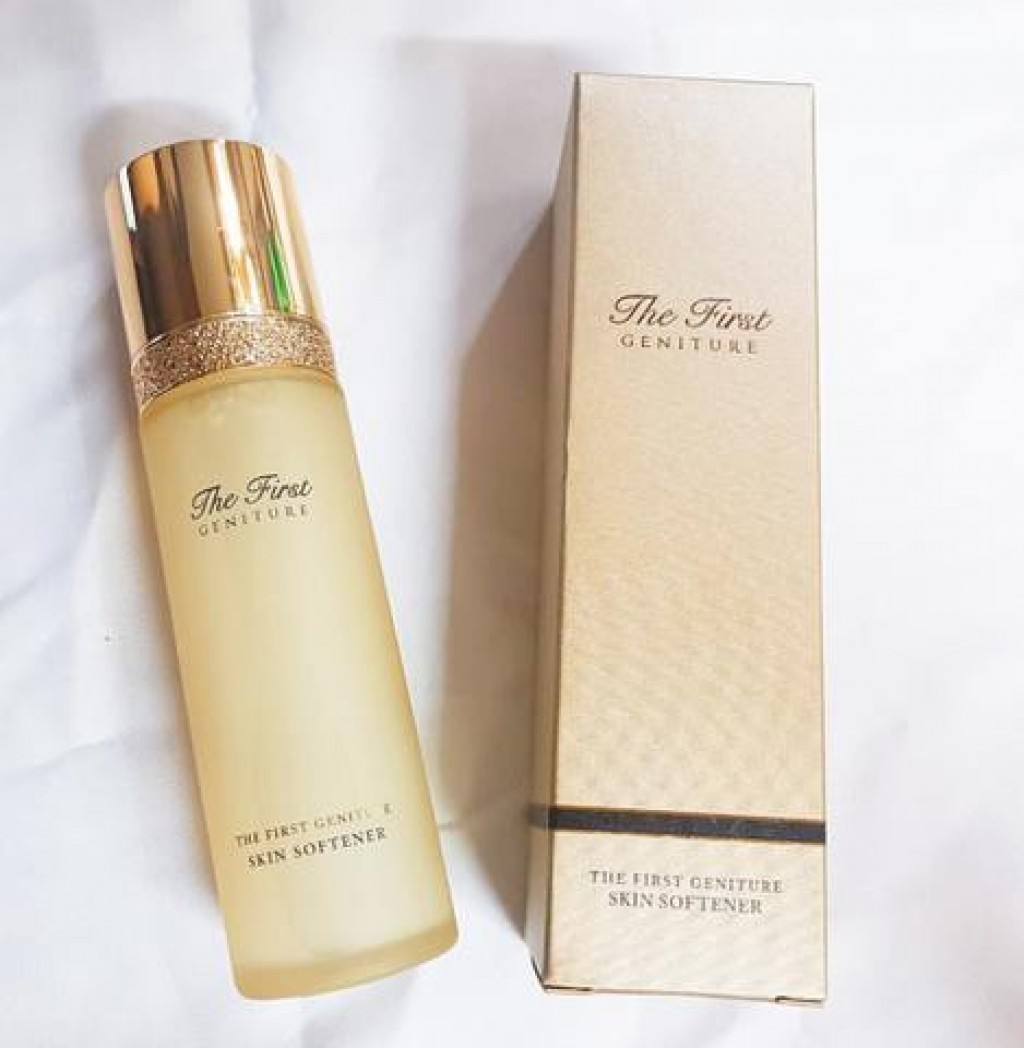 The First
GENITURE
THE FIRST
SKIN SOFTENER
The First
GENITURE
THE FIRST GENITURE
SKIN SOFTENER